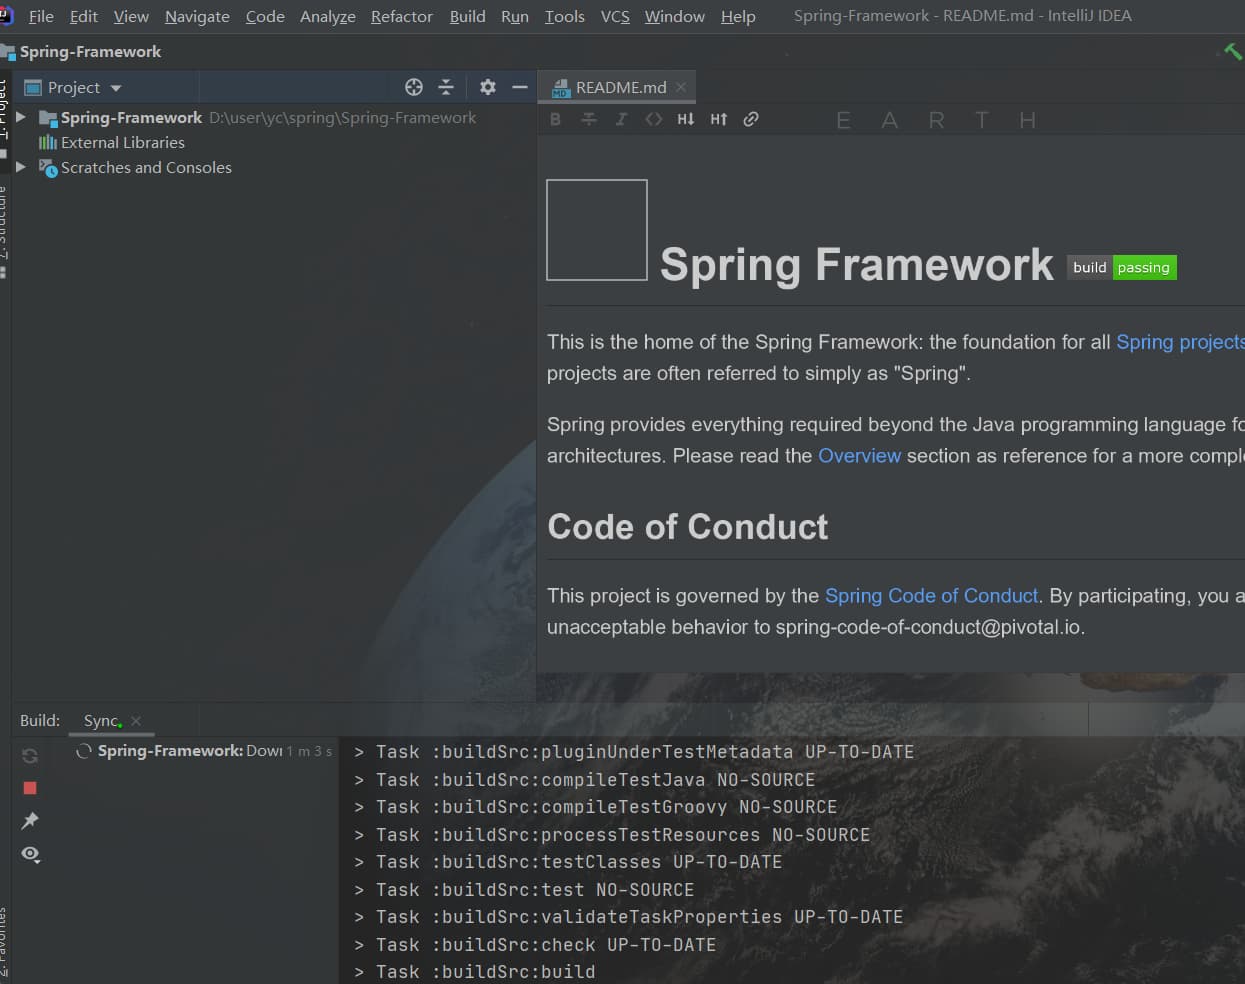 File Edit View Navigate Code Analyze Refactor Build Run Tools VCS Window Help Spring-Framework - README.md - IntelliJ IDEA
Spring-Framework
1: Project
Project
README.md
Spring-Framework D:\user\yc\spring\Spring-Framework
External Libraries
Scratches and Consoles
7: Structure
B I <> H↓ H↑
E A R T H
Spring Framework build passing
This is the home of the Spring Framework: the foundation for all Spring projects
projects are often referred to simply as "Spring".
Spring provides everything required beyond the Java programming language fo
architectures. Please read the Overview section as reference for a more comple
Code of Conduct
This project is governed by the Spring Code of Conduct. By participating, you a
unacceptable behavior to spring-code-of-conduct@pivotal.io.
Build: Sync
Spring-Framework: Down 1 m 3 s
> Task :buildSrc:pluginUnderTestMetadata UP-TO-DATE
> Task :buildSrc:compileTestJava NO-SOURCE
> Task :buildSrc:compileTestGroovy NO-SOURCE
> Task :buildSrc:processTestResources NO-SOURCE
> Task :buildSrc:testClasses UP-TO-DATE
> Task :buildSrc:test NO-SOURCE
> Task :buildSrc:validateTaskProperties UP-TO-DATE
> Task :buildSrc:check UP-TO-DATE
> Task :buildSrc:build
2: Favorites